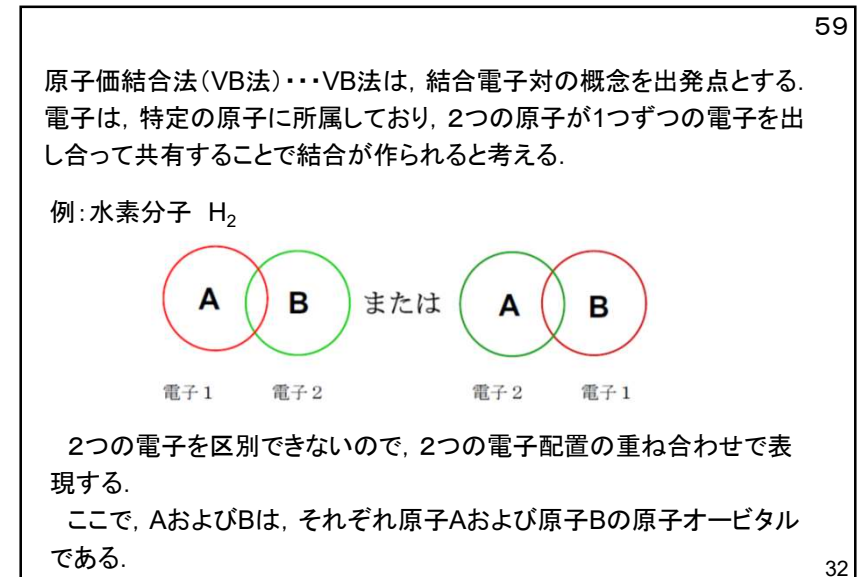 59
原子価結合法(VB法)･･･VB法は, 結合電子対の概念を出発点とする.
電子は, 特定の原子に所属しており, 2つの原子が1つずつの電子を出
し合って共有することで結合が作られると考える.
例:水素分子 H₂
A B または A B
電子1 電子2 電子2 電子1
2つの電子を区別できないので, 2つの電子配置の重ね合わせで表
現する.
ここで, AおよびBは, それぞれ原子Aおよび原子Bの原子オービタル
である.
32